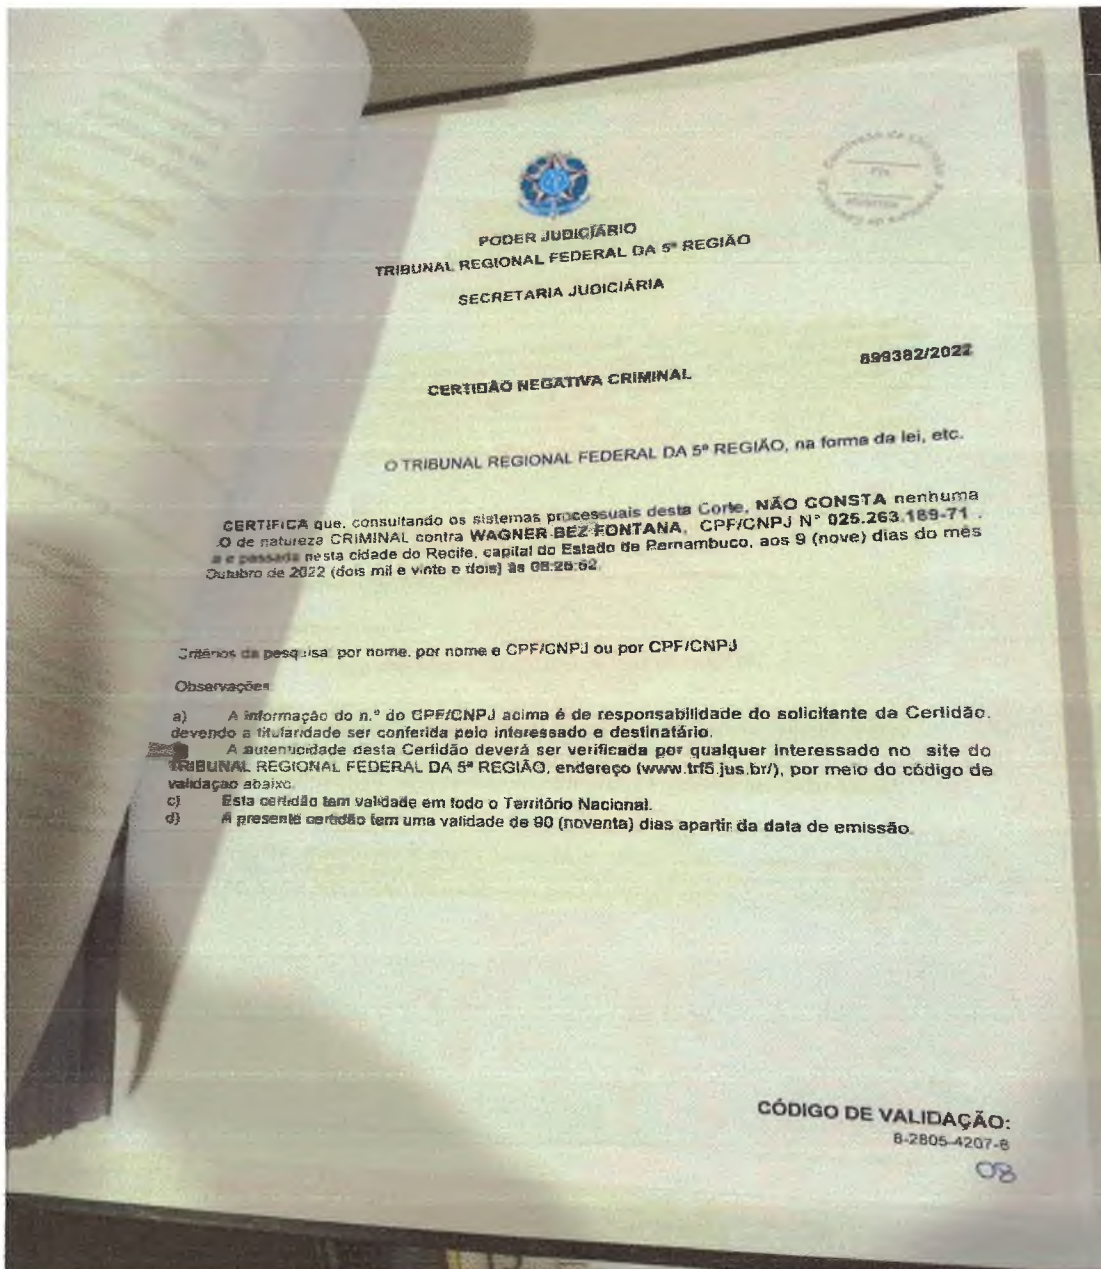 PODER JUDICIÁRIO
TRIBUNAL REGIONAL FEDERAL DA 5ª REGIÃO
SECRETARIA JUDICIÁRIA
899382/2022
CERTIDÃO NEGATIVA CRIMINAL
O TRIBUNAL REGIONAL FEDERAL DA 5ª REGIÃO, na forma da lei, etc.
CERTIFICA que, consultando os sistemas processuais desta Corte, NÃO CONSTA nenhuma
O de natureza CRIMINAL contra WAGNER BEZ FONTANA, CPF/CNPJ N° 025.263.189-71 .
a e passada nesta cidade do Recife, capital do Estado de Pernambuco, aos 9 (nove) dias do mês
Outubro de 2022 (dois mil e vinte e dois) às 08:26:52
Critérios da pesquisa: por nome, por nome e CPF/CNPJ ou por CPF/CNPJ
Observações
a) A informação do n.º do CPF/CNPJ acima é de responsabilidade do solicitante da Certidão,
devendo a titularidade ser conferida pelo interessado e destinatário.
A autenticidade desta Certidão deverá ser verificada por qualquer interessado no site do
TRIBUNAL REGIONAL FEDERAL DA 5ª REGIÃO, endereço (www.trf5.jus.br/), por meio do código de
validação abaixo.
c) Esta certidão tem validade em todo o Território Nacional.
d) A presente certidão tem uma validade de 90 (noventa) dias apartir da data de emissão.
CÓDIGO DE VALIDAÇÃO:
8-2805-4207-8
08